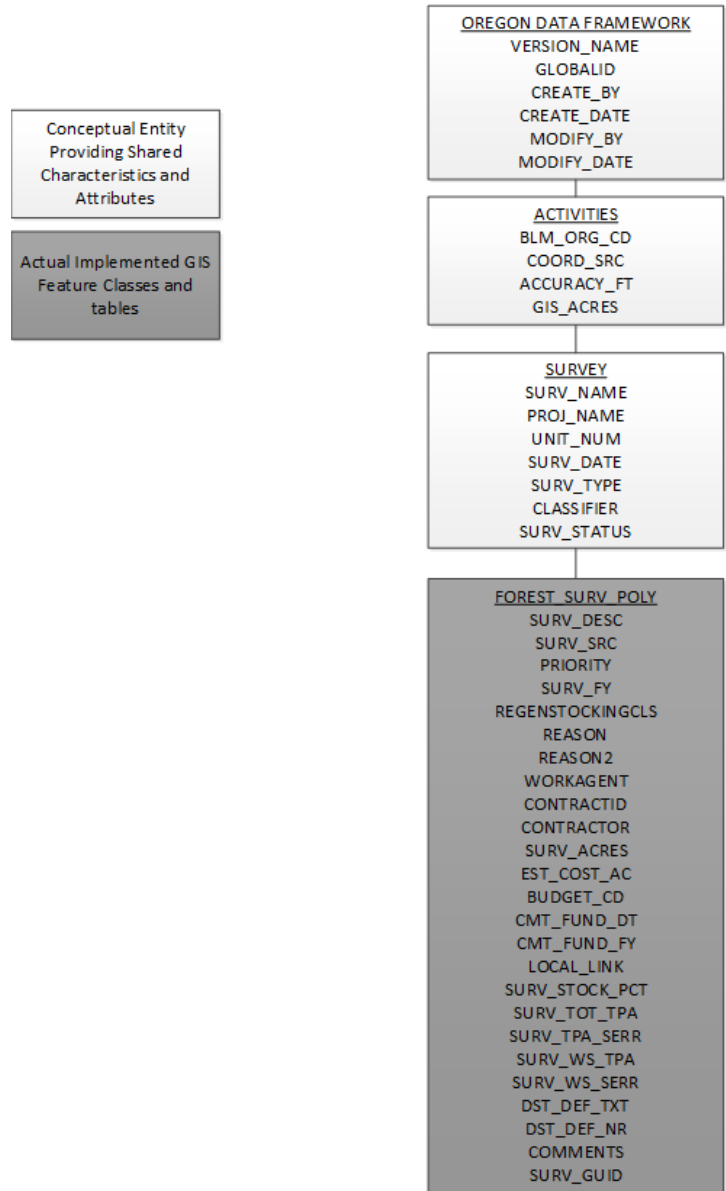 Conceptual Entity
Providing Shared
Characteristics and
Attributes
Actual Implemented GIS
Feature Classes and
tables
OREGON DATA FRAMEWORK
VERSION_NAME
GLOBALID
CREATE_BY
CREATE_DATE
MODIFY_BY
MODIFY_DATE
ACTIVITIES
BLM_ORG_CD
COORD_SRC
ACCURACY_FT
GIS_ACRES
SURVEY
SURV_NAME
PROJ_NAME
UNIT_NUM
SURV_DATE
SURV_TYPE
CLASSIFIER
SURV_STATUS
FOREST_SURV_POLY
SURV_DESC
SURV_SRC
PRIORITY
SURV_FY
REGENSTOCKINGCLS
REASON
REASON2
WORKAGENT
CONTRACTID
CONTRACTOR
SURV_ACRES
EST_COST_AC
BUDGET_CD
CMT_FUND_DT
CMT_FUND_FY
LOCAL_LINK
SURV_STOCK_PCT
SURV_TOT_TPA
SURV_TPA_SERR
SURV_WS_TPA
SURV_WS_SERR
DST_DEF_TXT
DST_DEF_NR
COMMENTS
SURV_GUID